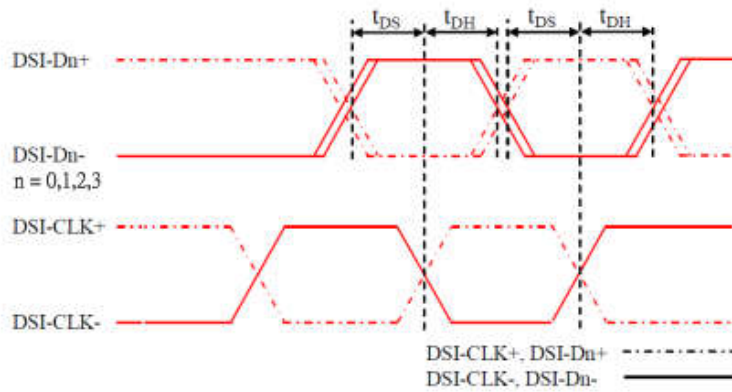 tDS tDH tDS tDH
DSI-Dn+
DSI-Dn-
n = 0,1,2,3
DSI-CLK+
DSI-CLK-
DSI-CLK+, DSI-Dn+
DSI-CLK-, DSI-Dn-